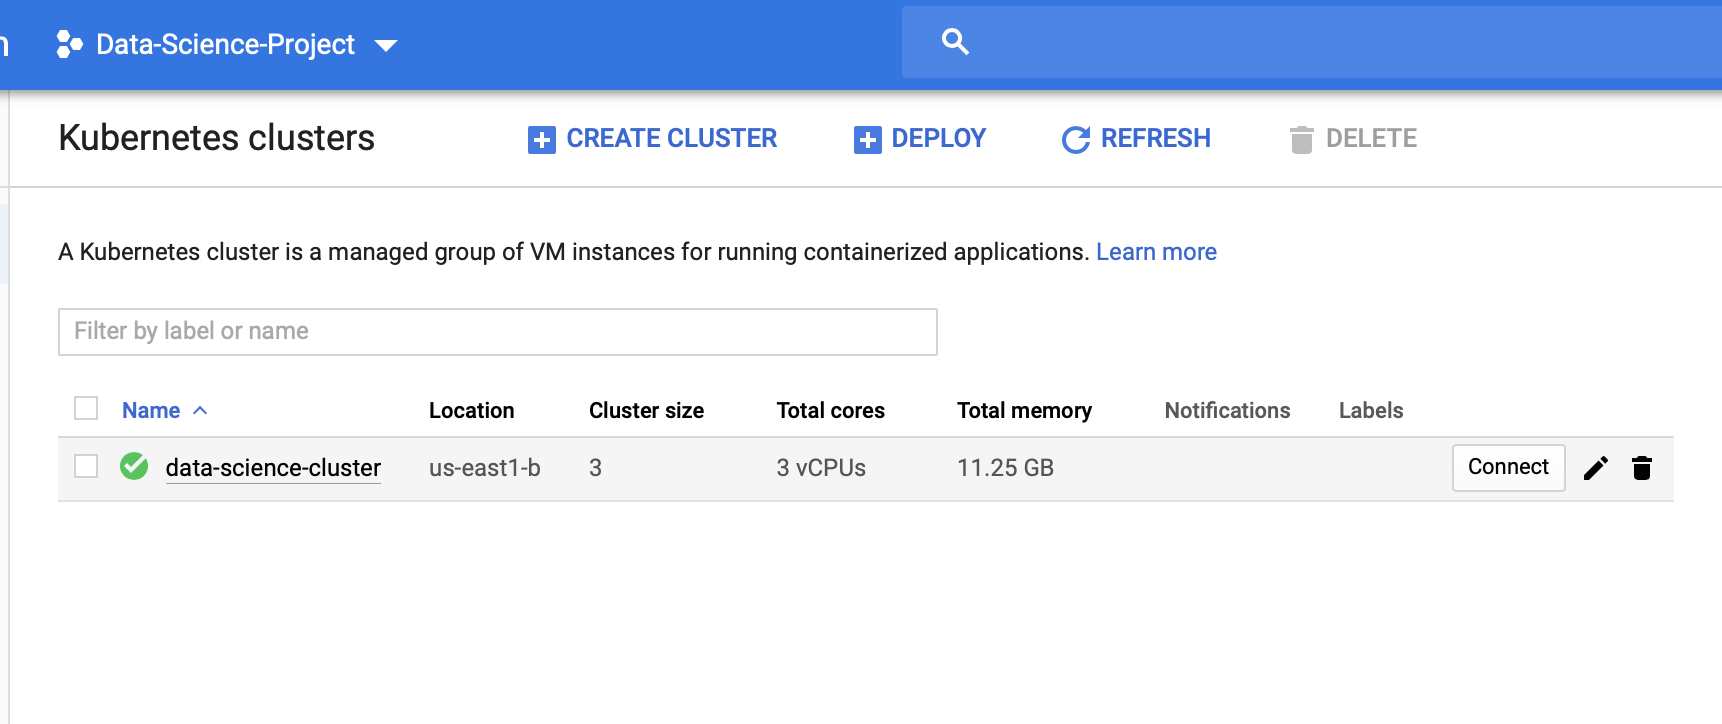 Data-Science-Project
Kubernetes clusters CREATE CLUSTER DEPLOY REFRESH DELETE
A Kubernetes cluster is a managed group of VM instances for running containerized applications. Learn more
Filter by label or name
Name Location Cluster size Total cores Total memory Notifications Labels
data-science-cluster us-east1-b 3 3 vCPUs 11.25 GB Connect